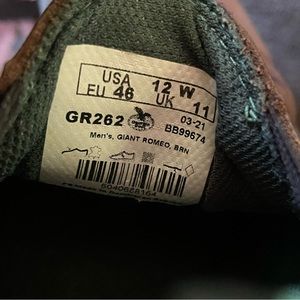 USA 12 W
EU 46 UK 11
03-21
GR262 BB99674
Men's, GIANT ROMEO, BRN